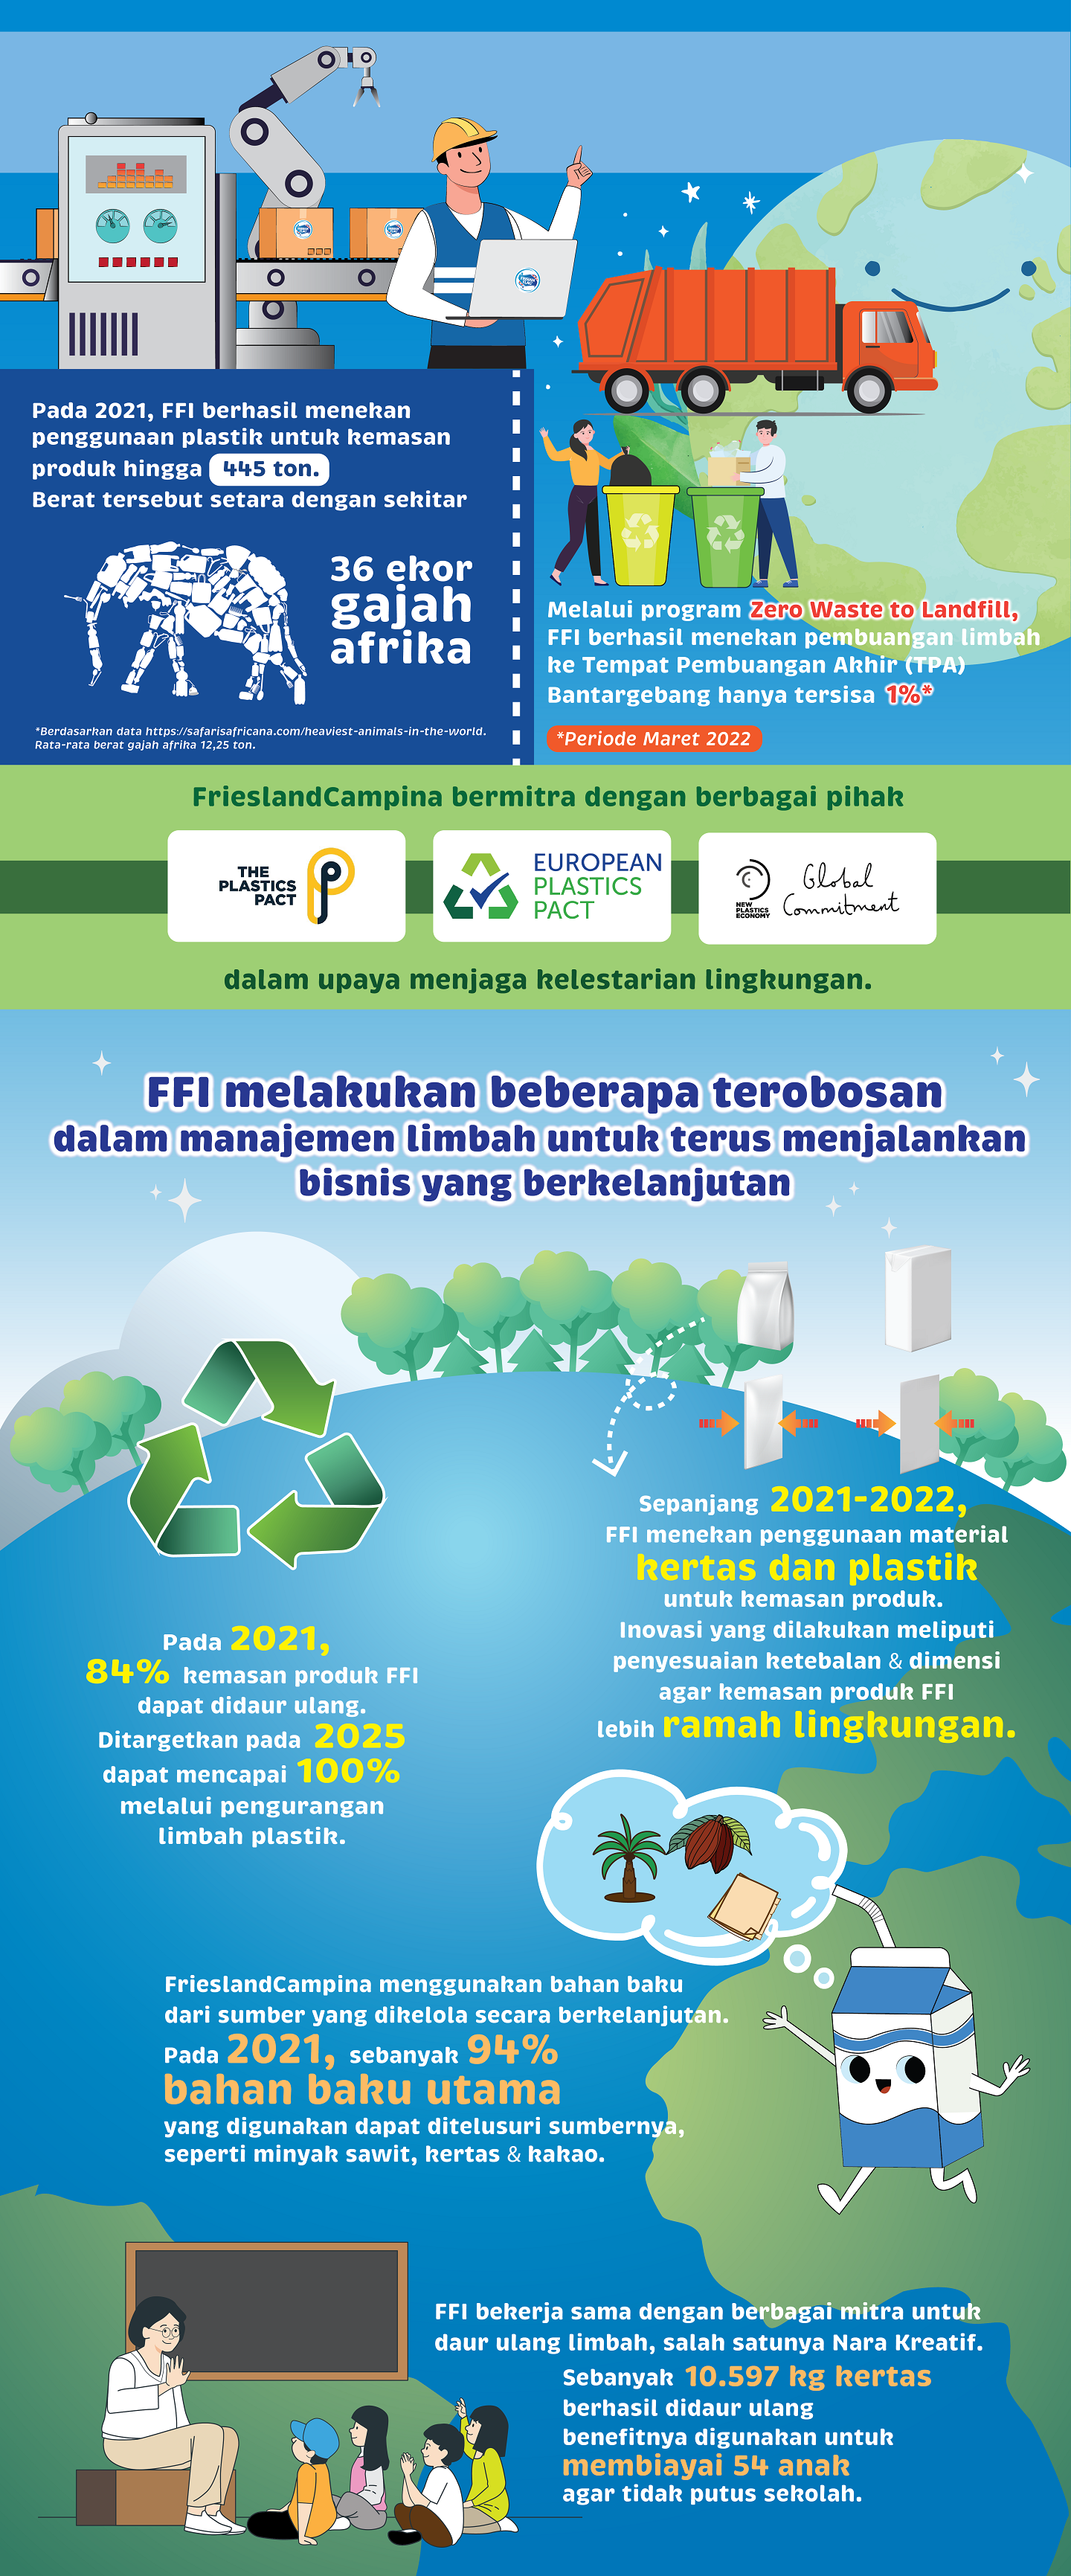 Pada 2021, FFI berhasil menekan
penggunaan plastik untuk kemasan
produk hingga 445 ton.
Berat tersebut setara dengan sekitar
36 ekor
gajah
afrika
*Berdasarkan data https://safarisafricana.com/heaviest-animals-in-the-world.
Rata-rata berat gajah afrika 12,25 ton.
Melalui program Zero Waste to Landfill,
FFI berhasil menekan pembuangan limbah
ke Tempat Pembuangan Akhir (TPA)
Bantargebang hanya tersisa 1%*
*Periode Maret 2022
FrieslandCampina bermitra dengan berbagai pihak
THE
PLASTICS
PACT
EUROPEAN
PLASTICS
PACT
NEW
PLASTICS
ECONOMY
Global
Commitment
dalam upaya menjaga kelestarian lingkungan.
FFI melakukan beberapa terobosan
dalam manajemen limbah untuk terus menjalankan
bisnis yang berkelanjutan
Sepanjang 2021-2022,
FFI menekan penggunaan material
kertas dan plastik
untuk kemasan produk.
Inovasi yang dilakukan meliputi
penyesuaian ketebalan & dimensi
agar kemasan produk FFI
lebih ramah lingkungan.
Pada 2021,
84% kemasan produk FFI
dapat didaur ulang.
Ditargetkan pada 2025
dapat mencapai 100%
melalui pengurangan
limbah plastik.
FrieslandCampina menggunakan bahan baku
dari sumber yang dikelola secara berkelanjutan.
Pada 2021, sebanyak 94%
bahan baku utama
yang digunakan dapat ditelusuri sumbernya,
seperti minyak sawit, kertas & kakao.
FFI bekerja sama dengan berbagai mitra untuk
daur ulang limbah, salah satunya Nara Kreatif.
Sebanyak 10.597 kg kertas
berhasil didaur ulang
benefitnya digunakan untuk
membiayai 54 anak
agar tidak putus sekolah.